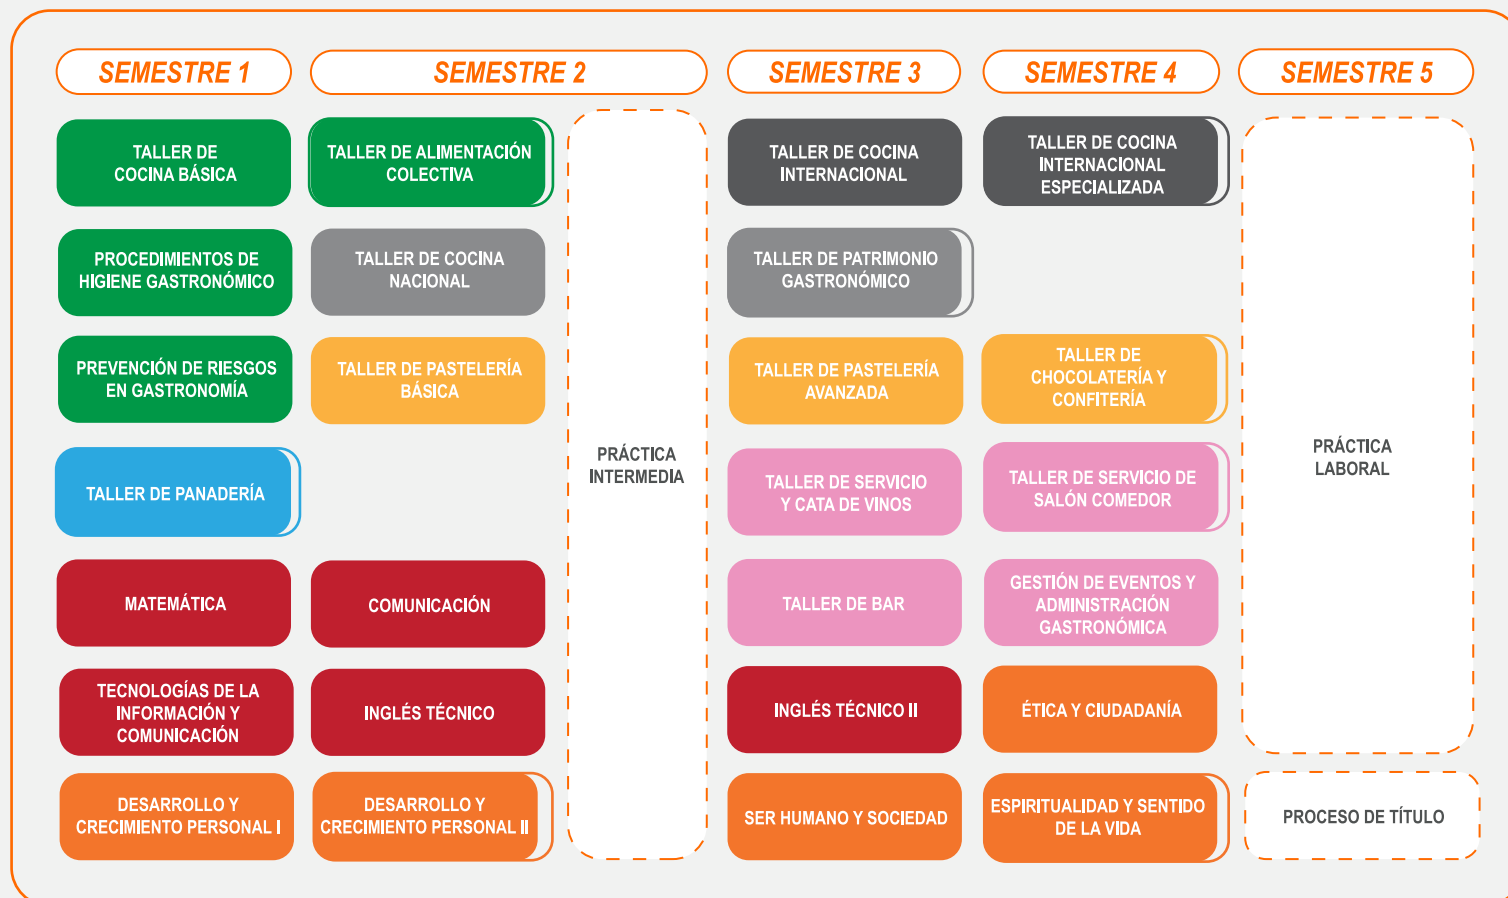 SEMESTRE 1
SEMESTRE 2
SEMESTRE 3
SEMESTRE 4
SEMESTRE 5
TALLER DE
COCINA BÁSICA
TALLER DE ALIMENTACIÓN
COLECTIVA
TALLER DE COCINA
INTERNACIONAL
TALLER DE COCINA
INTERNACIONAL
ESPECIALIZADA
PROCEDIMIENTOS DE
HIGIENE GASTRONÓMICO
TALLER DE COCINA
NACIONAL
TALLER DE PATRIMONIO
GASTRONÓMICO
PREVENCIÓN DE RIESGOS
EN GASTRONOMÍA
TALLER DE PASTELERÍA
BÁSICA
TALLER DE PASTELERÍA
AVANZADA
TALLER DE
CHOCOLATERÍA Y
CONFITERÍA
PRÁCTICA
INTERMEDIA
PRÁCTICA
LABORAL
TALLER DE PANADERÍA
TALLER DE SERVICIO
Y CATA DE VINOS
TALLER DE SERVICIO DE
SALÓN COMEDOR
MATEMÁTICA
COMUNICACIÓN
TALLER DE BAR
GESTIÓN DE EVENTOS Y
ADMINISTRACIÓN
GASTRONÓMICA
TECNOLOGÍAS DE LA
INFORMACIÓN Y
COMUNICACIÓN
INGLÉS TÉCNICO
INGLÉS TÉCNICO II
ÉTICA Y CIUDADANÍA
DESARROLLO Y
CRECIMIENTO PERSONAL I
DESARROLLO Y
CRECIMIENTO PERSONAL II
SER HUMANO Y SOCIEDAD
ESPIRITUALIDAD Y SENTIDO
DE LA VIDA
PROCESO DE TÍTULO